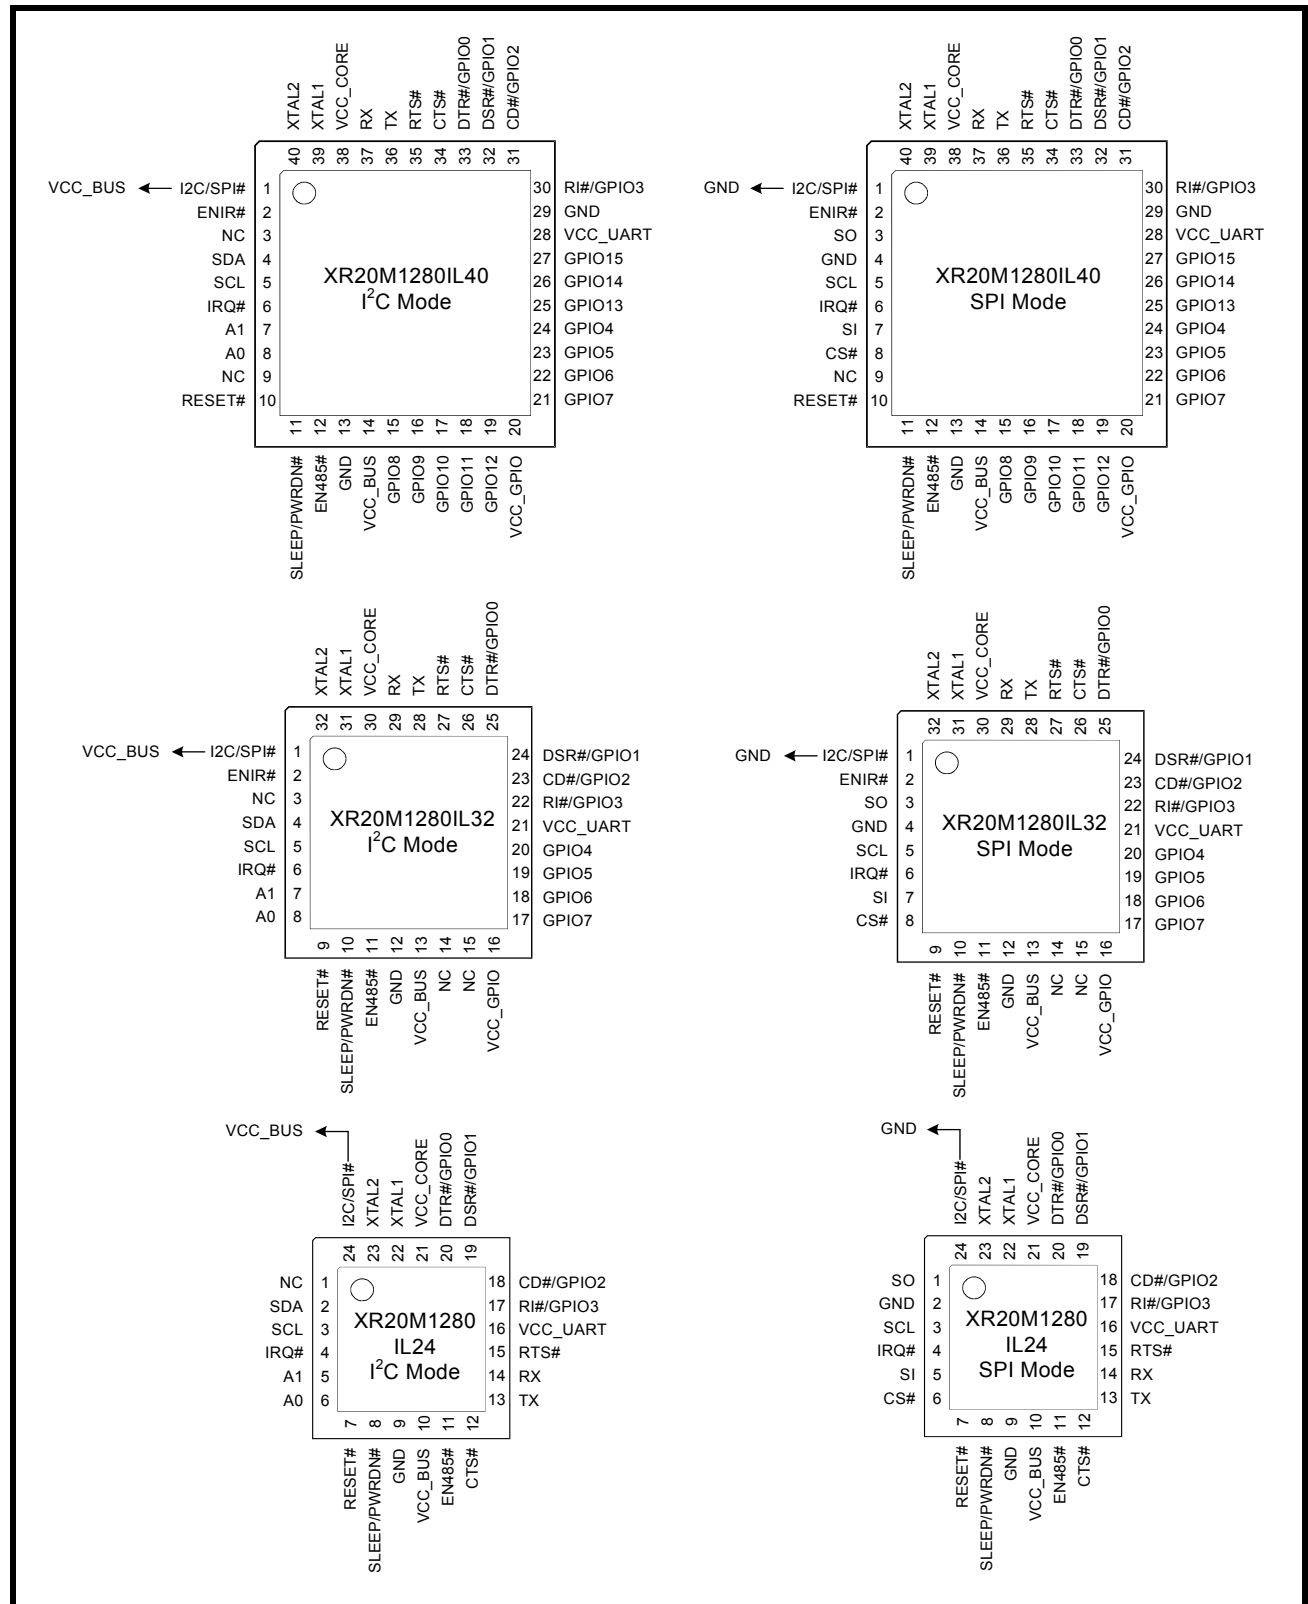 XTAL2
XTAL1
VCC_CORE
RX
TX
RTS#
CTS#
DTR#/GPIO0
DSR#/GPIO1
CD#/GPIO2
40 39 38 37 36 35 34 33 32 31
VCC_BUS I2C/SPI# 1
ENIR# 2
NC 3
SDA 4
SCL 5
IRQ# 6
A1 7
A0 8
NC 9
RESET# 10
XR20M1280IL40
I²C Mode
30 RI#/GPIO3
29 GND
28 VCC_UART
27 GPIO15
26 GPIO14
25 GPIO13
24 GPIO4
23 GPIO5
22 GPIO6
21 GPIO7
11 12 13 14 15 16 17 18 19 20
SLEEP/PWRDN#
EN485#
GND
VCC_BUS
GPIO8
GPIO9
GPIO10
GPIO11
GPIO12
VCC_GPIO
XTAL2
XTAL1
VCC_CORE
RX
TX
RTS#
CTS#
DTR#/GPIO0
DSR#/GPIO1
CD#/GPIO2
40 39 38 37 36 35 34 33 32 31
GND I2C/SPI# 1
ENIR# 2
SO 3
GND 4
SCL 5
IRQ# 6
SI 7
CS# 8
NC 9
RESET# 10
XR20M1280IL40
SPI Mode
30 RI#/GPIO3
29 GND
28 VCC_UART
27 GPIO15
26 GPIO14
25 GPIO13
24 GPIO4
23 GPIO5
22 GPIO6
21 GPIO7
11 12 13 14 15 16 17 18 19 20
SLEEP/PWRDN#
EN485#
GND
VCC_BUS
GPIO8
GPIO9
GPIO10
GPIO11
GPIO12
VCC_GPIO
XTAL2
XTAL1
VCC_CORE
RX
TX
RTS#
CTS#
DTR#/GPIO0
32 31 30 29 28 27 26 25
VCC_BUS I2C/SPI# 1
ENIR# 2
NC 3
SDA 4
SCL 5
IRQ# 6
A1 7
A0 8
XR20M1280IL32
I²C Mode
24 DSR#/GPIO1
23 CD#/GPIO2
22 RI#/GPIO3
21 VCC_UART
20 GPIO4
19 GPIO5
18 GPIO6
17 GPIO7
9 10 11 12 13 14 15 16
RESET#
SLEEP/PWRDN#
EN485#
GND
VCC_BUS
NC
NC
VCC_GPIO
XTAL2
XTAL1
VCC_CORE
RX
TX
RTS#
CTS#
DTR#/GPIO0
32 31 30 29 28 27 26 25
GND I2C/SPI# 1
ENIR# 2
SO 3
GND 4
SCL 5
IRQ# 6
SI 7
CS# 8
XR20M1280IL32
SPI Mode
24 DSR#/GPIO1
23 CD#/GPIO2
22 RI#/GPIO3
21 VCC_UART
20 GPIO4
19 GPIO5
18 GPIO6
17 GPIO7
9 10 11 12 13 14 15 16
RESET#
SLEEP/PWRDN#
EN485#
GND
VCC_BUS
NC
NC
VCC_GPIO
VCC_BUS
I2C/SPI#
XTAL2
XTAL1
VCC_CORE
DTR#/GPIO0
DSR#/GPIO1
24 23 22 21 20 19
NC 1
SDA 2
SCL 3
IRQ# 4
A1 5
A0 6
XR20M1280
IL24
I²C Mode
18 CD#/GPIO2
17 RI#/GPIO3
16 VCC_UART
15 RTS#
14 RX
13 TX
7 8 9 10 11 12
RESET#
SLEEP/PWRDN#
GND
VCC_BUS
EN485#
CTS#
GND
I2C/SPI#
XTAL2
XTAL1
VCC_CORE
DTR#/GPIO0
DSR#/GPIO1
24 23 22 21 20 19
SO 1
GND 2
SCL 3
IRQ# 4
SI 5
CS# 6
XR20M1280
IL24
SPI Mode
18 CD#/GPIO2
17 RI#/GPIO3
16 VCC_UART
15 RTS#
14 RX
13 TX
7 8 9 10 11 12
RESET#
SLEEP/PWRDN#
GND
VCC_BUS
EN485#
CTS#